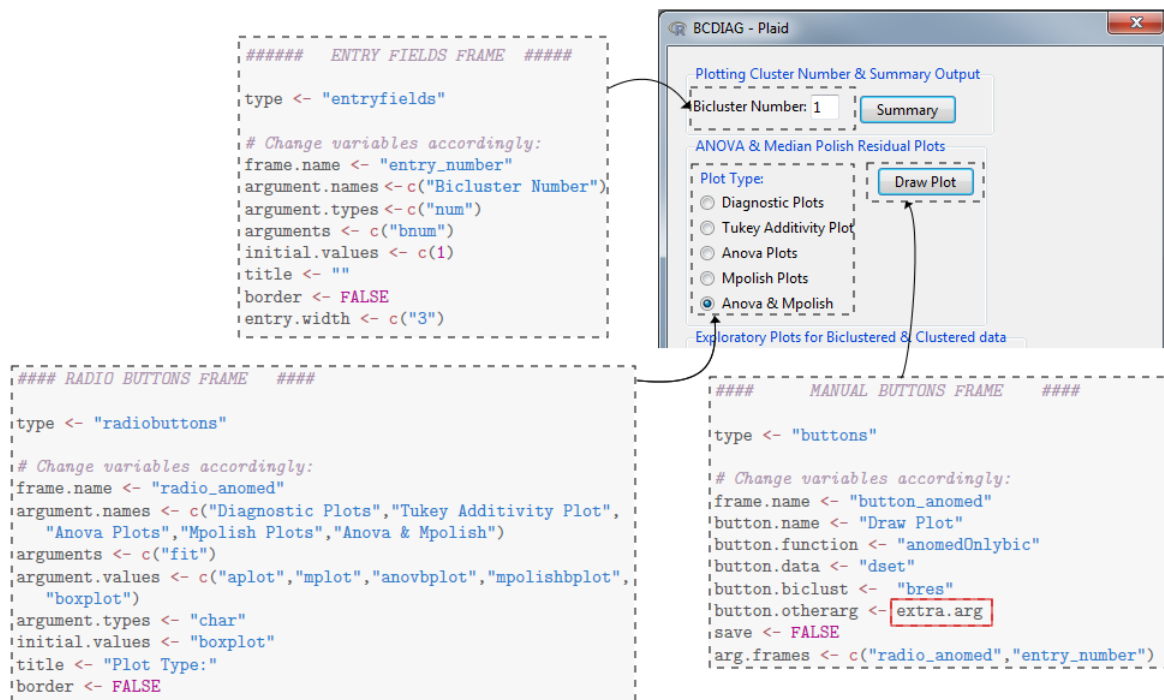 ###### ENTRY FIELDS FRAME #####
type <- "entryfields"
# Change variables accordingly:
frame.name <- "entry_number"
argument.names <- c("Bicluster Number")
argument.types <- c("num")
arguments <- c("bnum")
initial.values <- c(1)
title <- ""
border <- FALSE
entry.width <- c("3")
BCDIAG - Plaid
Plotting Cluster Number & Summary Output
Bicluster Number: 1 Summary
ANOVA & Median Polish Residual Plots
Plot Type:
Draw Plot
Diagnostic Plots
Tukey Additivity Plot
Anova Plots
Mpolish Plots
Anova & Mpolish
Exploratory Plots for Biclustered & Clustered data
#### RADIO BUTTONS FRAME ####
type <- "radiobuttons"
# Change variables accordingly:
frame.name <- "radio_anomed"
argument.names <- c("Diagnostic Plots","Tukey Additivity Plot",
"Anova Plots","Mpolish Plots","Anova & Mpolish")
arguments <- c("fit")
argument.values <- c("aplot","mplot","anovbplot","mpolishbplot",
"boxplot")
argument.types <- "char"
initial.values <- "boxplot"
title <- "Plot Type:"
border <- FALSE
#### MANUAL BUTTONS FRAME ####
type <- "buttons"
# Change variables accordingly:
frame.name <- "button_anomed"
button.name <- "Draw Plot"
button.function <- "anomedOnlybic"
button.data <- "dset"
button.biclust <- "bres"
button.otherarg <- extra.arg
save <- FALSE
arg.frames <- c("radio_anomed","entry_number")